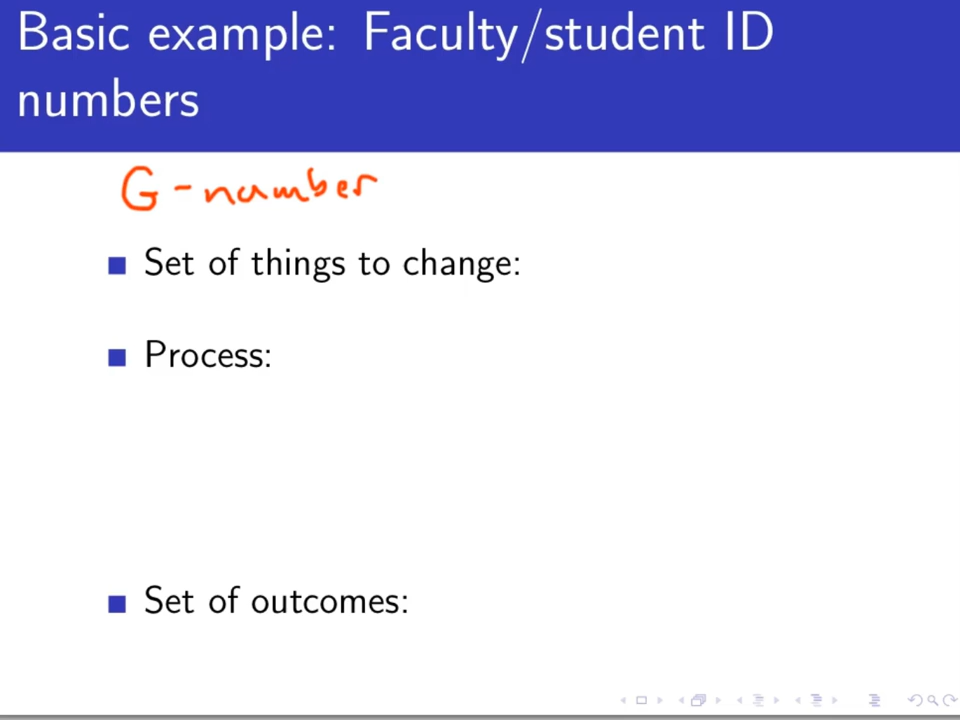 Basic example: Faculty/student ID
numbers
G-number
Set of things to change:
Process:
Set of outcomes: